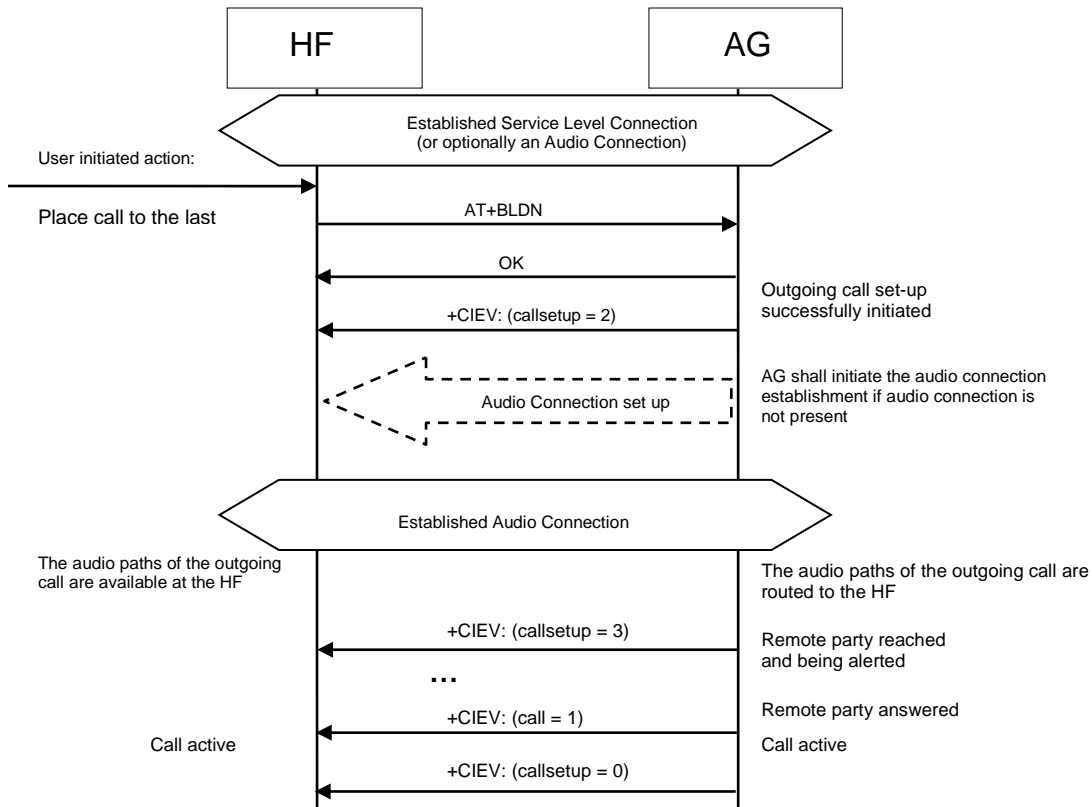 HF
AG
Established Service Level Connection
(or optionally an Audio Connection)
User initiated action:
Place call to the last
AT+BLDN
OK
Outgoing call set-up
successfully initiated
+CIEV: (callsetup = 2)
AG shall initiate the audio connection
establishment if audio connection is
not present
Audio Connection set up
Established Audio Connection
The audio paths of the outgoing
call are available at the HF
The audio paths of the outgoing call are
routed to the HF
+CIEV: (callsetup = 3)
Remote party reached
and being alerted
...
+CIEV: (call = 1)
Remote party answered
Call active
Call active
+CIEV: (callsetup = 0)